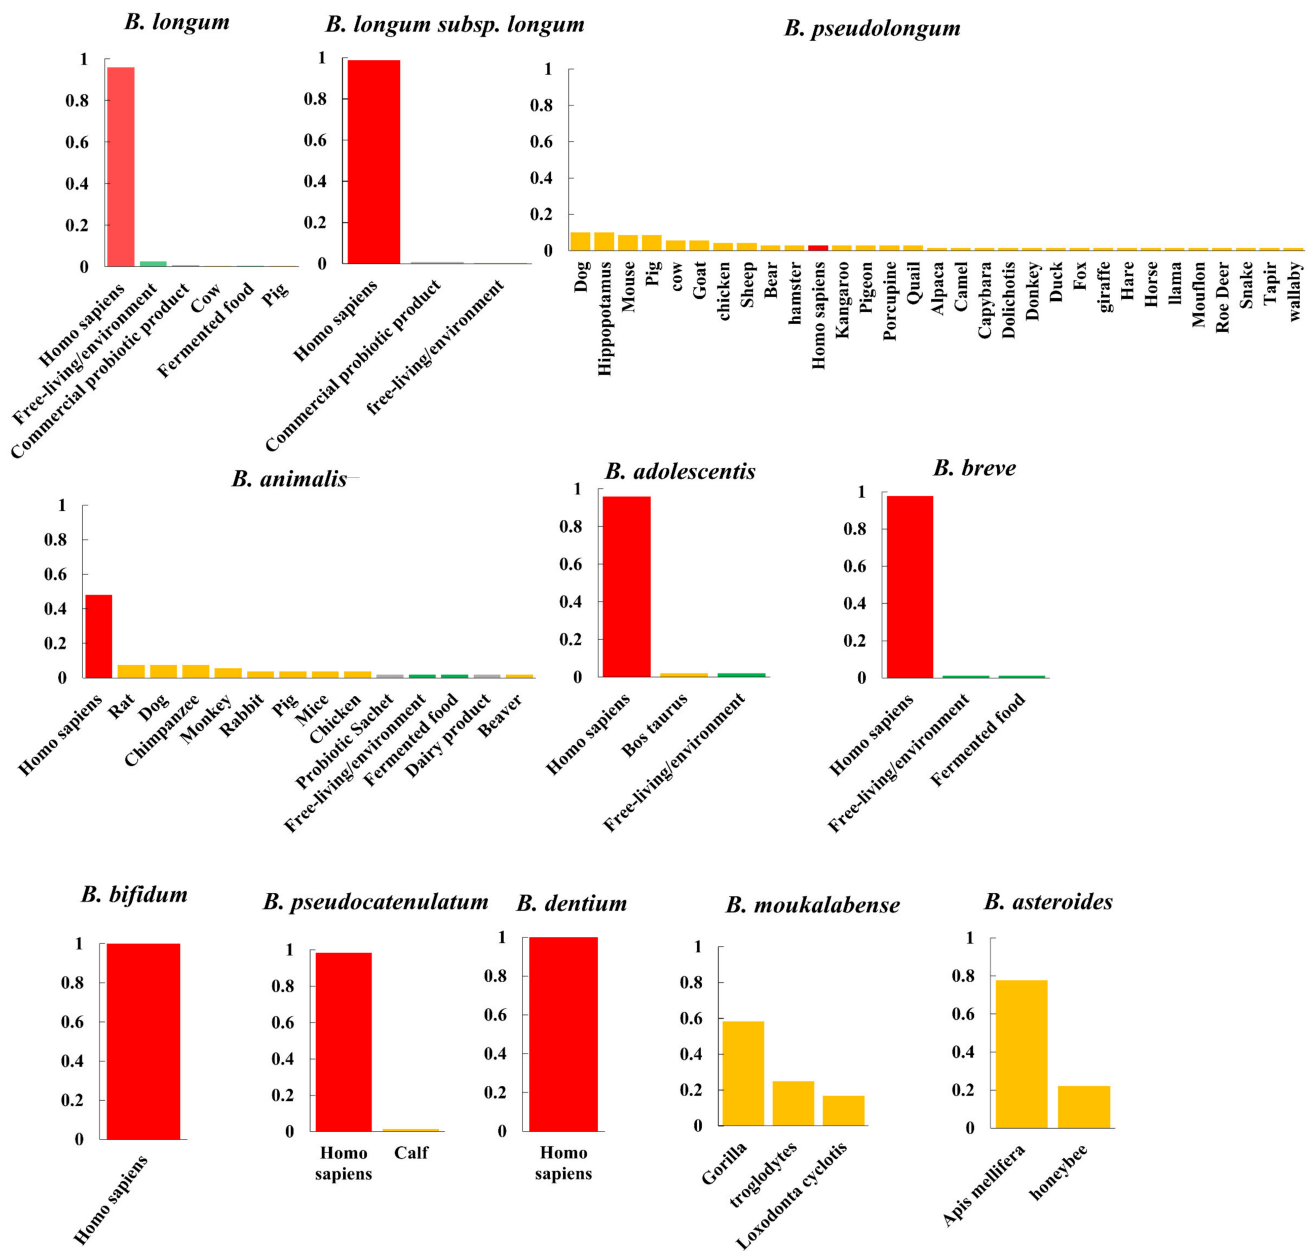 B. longum
1
0.8
0.6
0.4
0.2
0
Homo sapiens
Free-living/environment
Commercial probiotic product
Cow
Fermented food
Pig
B. longum subsp. longum
1
0.8
0.6
0.4
0.2
0
Homo sapiens
Commercial probiotic product
free-living/environment
B. pseudolongum
1
0.8
0.6
0.4
0.2
0
Dog
Hippopotamus
Mouse
Pig
cow
Goat
chicken
Sheep
Bear
hamster
Homo sapiens
Kangaroo
Pigeon
Porcupine
Quail
Alpaca
Camel
Capybara
Dolichotis
Donkey
Duck
Fox
giraffe
Hare
Horse
llama
Mouflon
Roe Deer
Snake
Tapir
wallaby
B. animalis
1
0.8
0.6
0.4
0.2
0
Homo sapiens
Rat
Dog
Chimpanzee
Monkey
Rabbit
Pig
Mice
Chicken
Probiotic Sachet
Free-living/environment
Fermented food
Dairy product
Beaver
B. adolescentis
1
0.8
0.6
0.4
0.2
0
Homo sapiens
Bos taurus
Free-living/environment
B. breve
1
0.8
0.6
0.4
0.2
0
Homo sapiens
Free-living/environment
Fermented food
B. bifidum
1
0.8
0.6
0.4
0.2
0
Homo sapiens
B. pseudocatenulatum
1
0.8
0.6
0.4
0.2
0
Homo
sapiens
Calf
B. dentium
1
0.8
0.6
0.4
0.2
0
Homo
sapiens
B. moukalabense
1
0.8
0.6
0.4
0.2
0
Gorilla
troglodytes
Loxodonta cyclotis
B. asteroides
1
0.8
0.6
0.4
0.2
0
Apis mellifera
honeybee